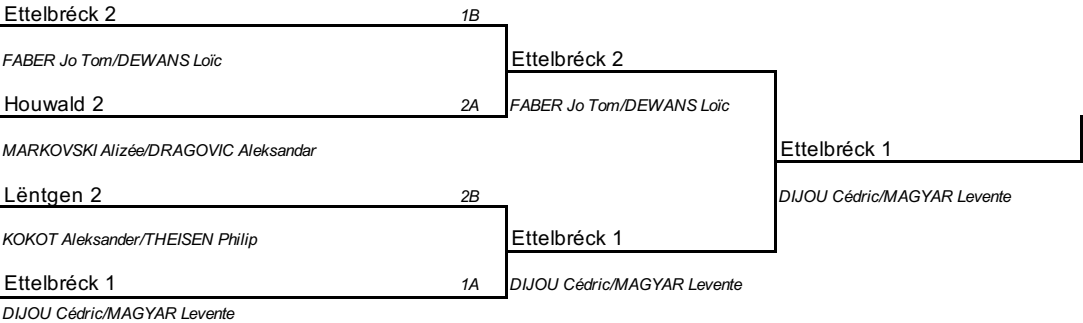 Ettelbréck 2 1B
FABER Jo Tom/DEWANS Loïc
Ettelbréck 2
Houwald 2 2A
FABER Jo Tom/DEWANS Loïc
MARKOVSKI Alizée/DRAGOVIC Aleksandar
Ettelbréck 1
Lëntgen 2 2B
DIJOU Cédric/MAGYAR Levente
KOKOT Aleksander/THEISEN Philip
Ettelbréck 1
Ettelbréck 1 1A
DIJOU Cédric/MAGYAR Levente
DIJOU Cédric/MAGYAR Levente